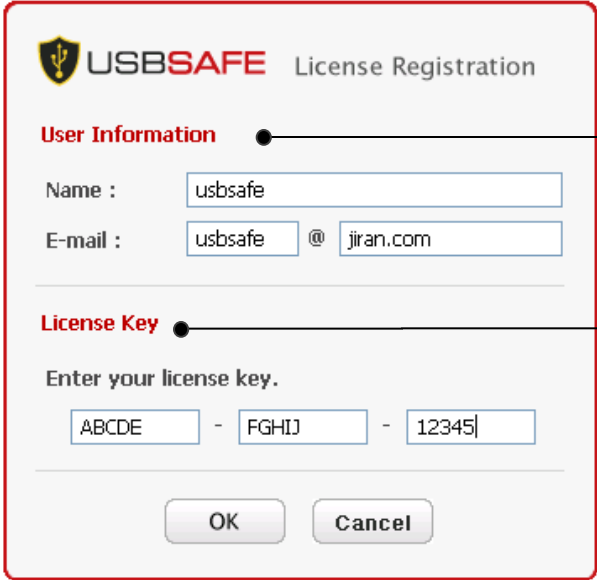 USBSAFE License Registration
User Information
Name : usbsafe
E-mail : usbsafe @ jiran.com
License Key
Enter your license key.
ABCDE - FGHIJ - 12345
OK Cancel